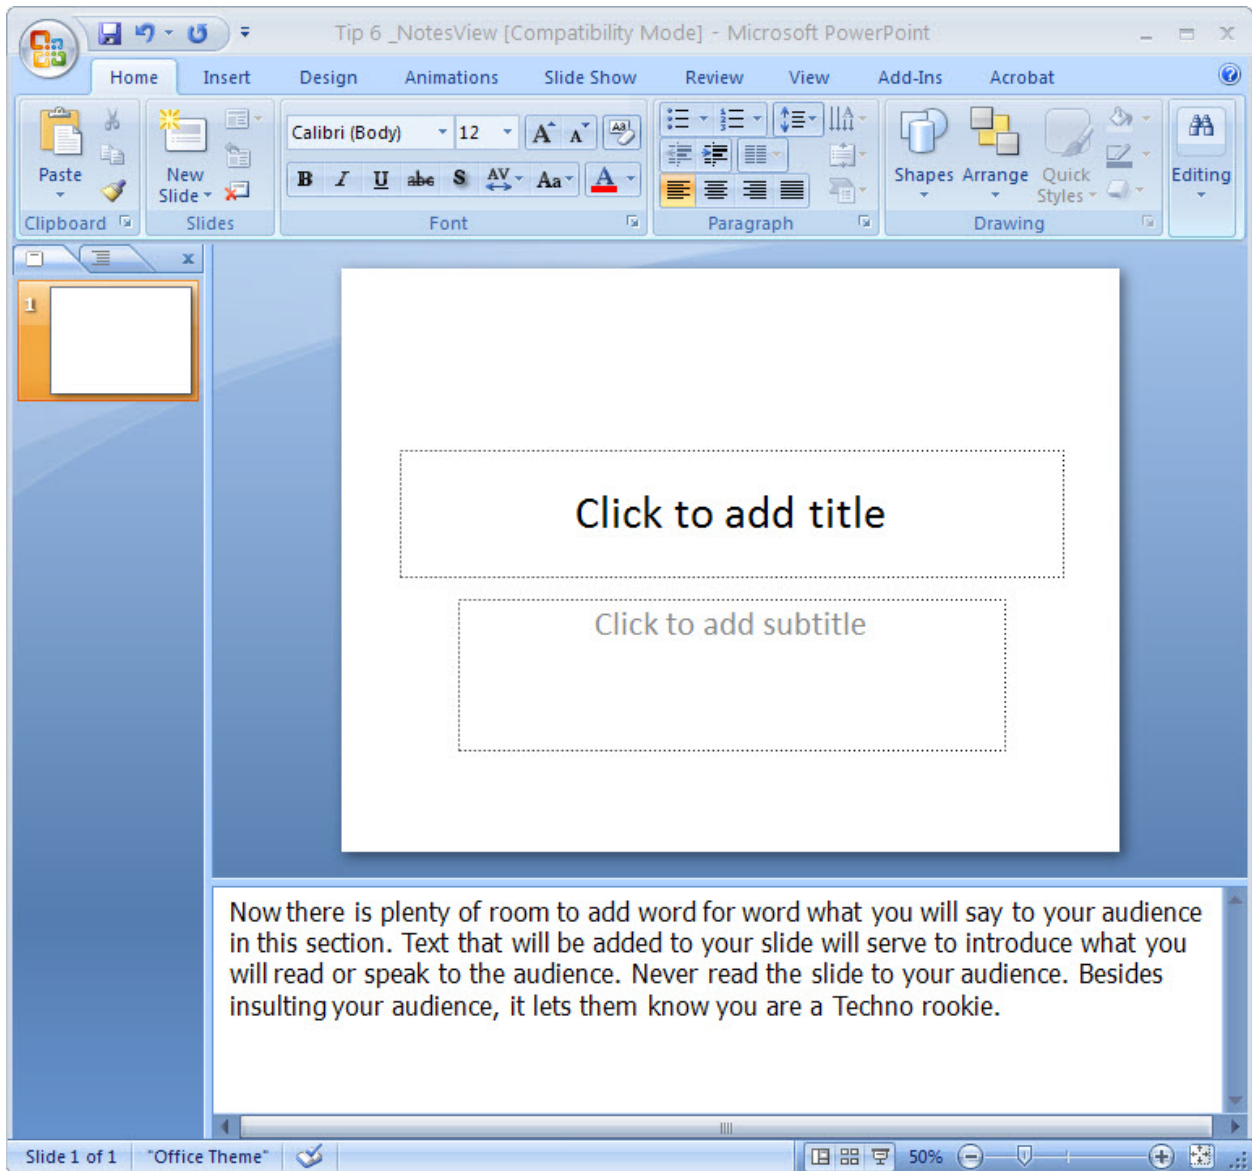 Tip 6 _NotesView [Compatibility Mode] - Microsoft PowerPoint
Home Insert Design Animations Slide Show Review View Add-Ins Acrobat
Calibri (Body) 12 A A Aa
Paste New Slide Shapes Arrange Quick Styles Editing
B I U abc S AV Aa A
Clipboard Slides Font Paragraph Drawing
1
Click to add title
Click to add subtitle
Now there is plenty of room to add word for word what you will say to your audience
in this section. Text that will be added to your slide will serve to introduce what you
will read or speak to the audience. Never read the slide to your audience. Besides
insulting your audience, it lets them know you are a Techno rookie.
Slide 1 of 1 "Office Theme" 50%